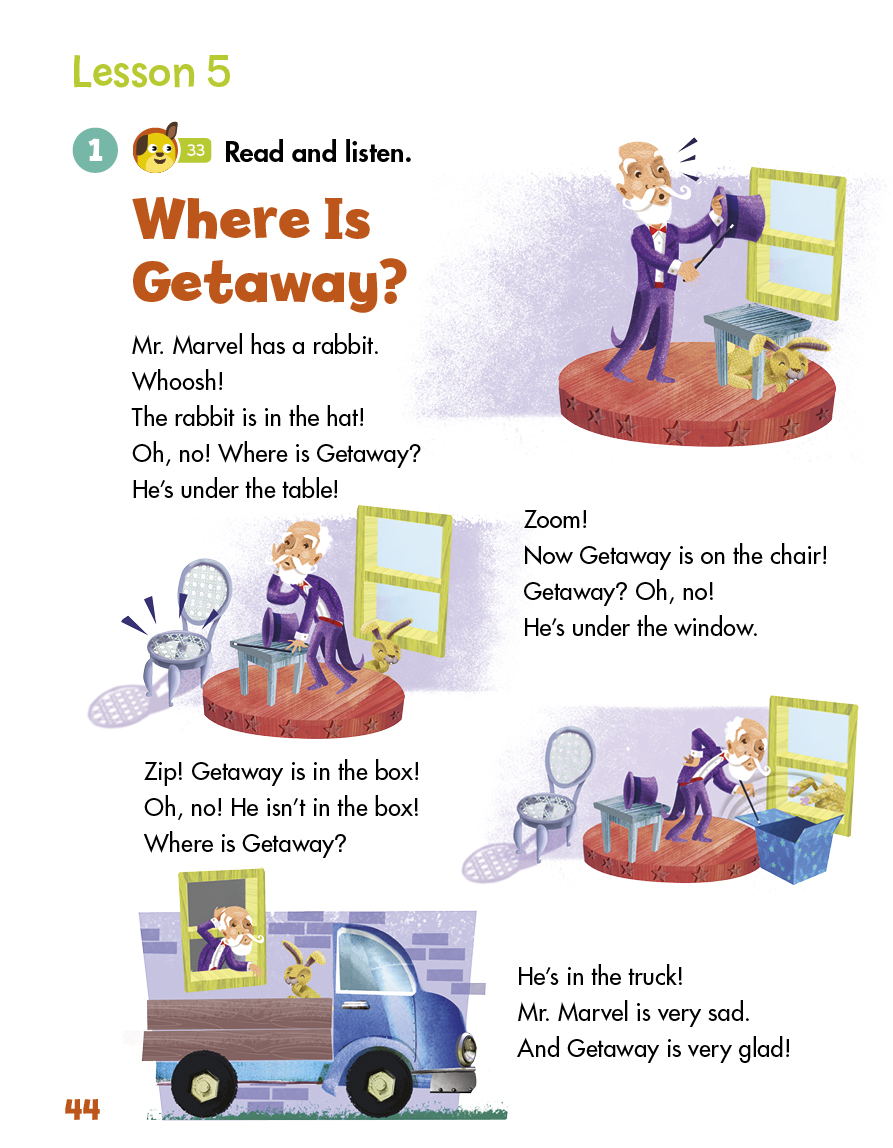 Lesson 5
1 33 Read and listen.
Where Is
Getaway?
Mr. Marvel has a rabbit.
Whoosh!
The rabbit is in the hat!
Oh, no! Where is Getaway?
He's under the table!
Zoom!
Now Getaway is on the chair!
Getaway? Oh, no!
He's under the window.
Zip! Getaway is in the box!
Oh, no! He isn't in the box!
Where is Getaway?
He's in the truck!
Mr. Marvel is very sad.
And Getaway is very glad!
44